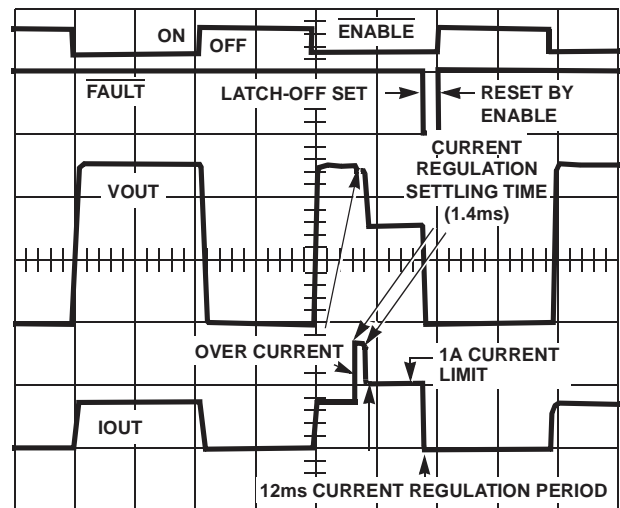 ON
OFF
ENABLE
FAULT
LATCH-OFF SET
RESET BY
ENABLE
CURRENT
REGULATION
SETTLING TIME
(1.4ms)
VOUT
OVER CURRENT
1A CURRENT
LIMIT
IOUT
12ms CURRENT REGULATION PERIOD